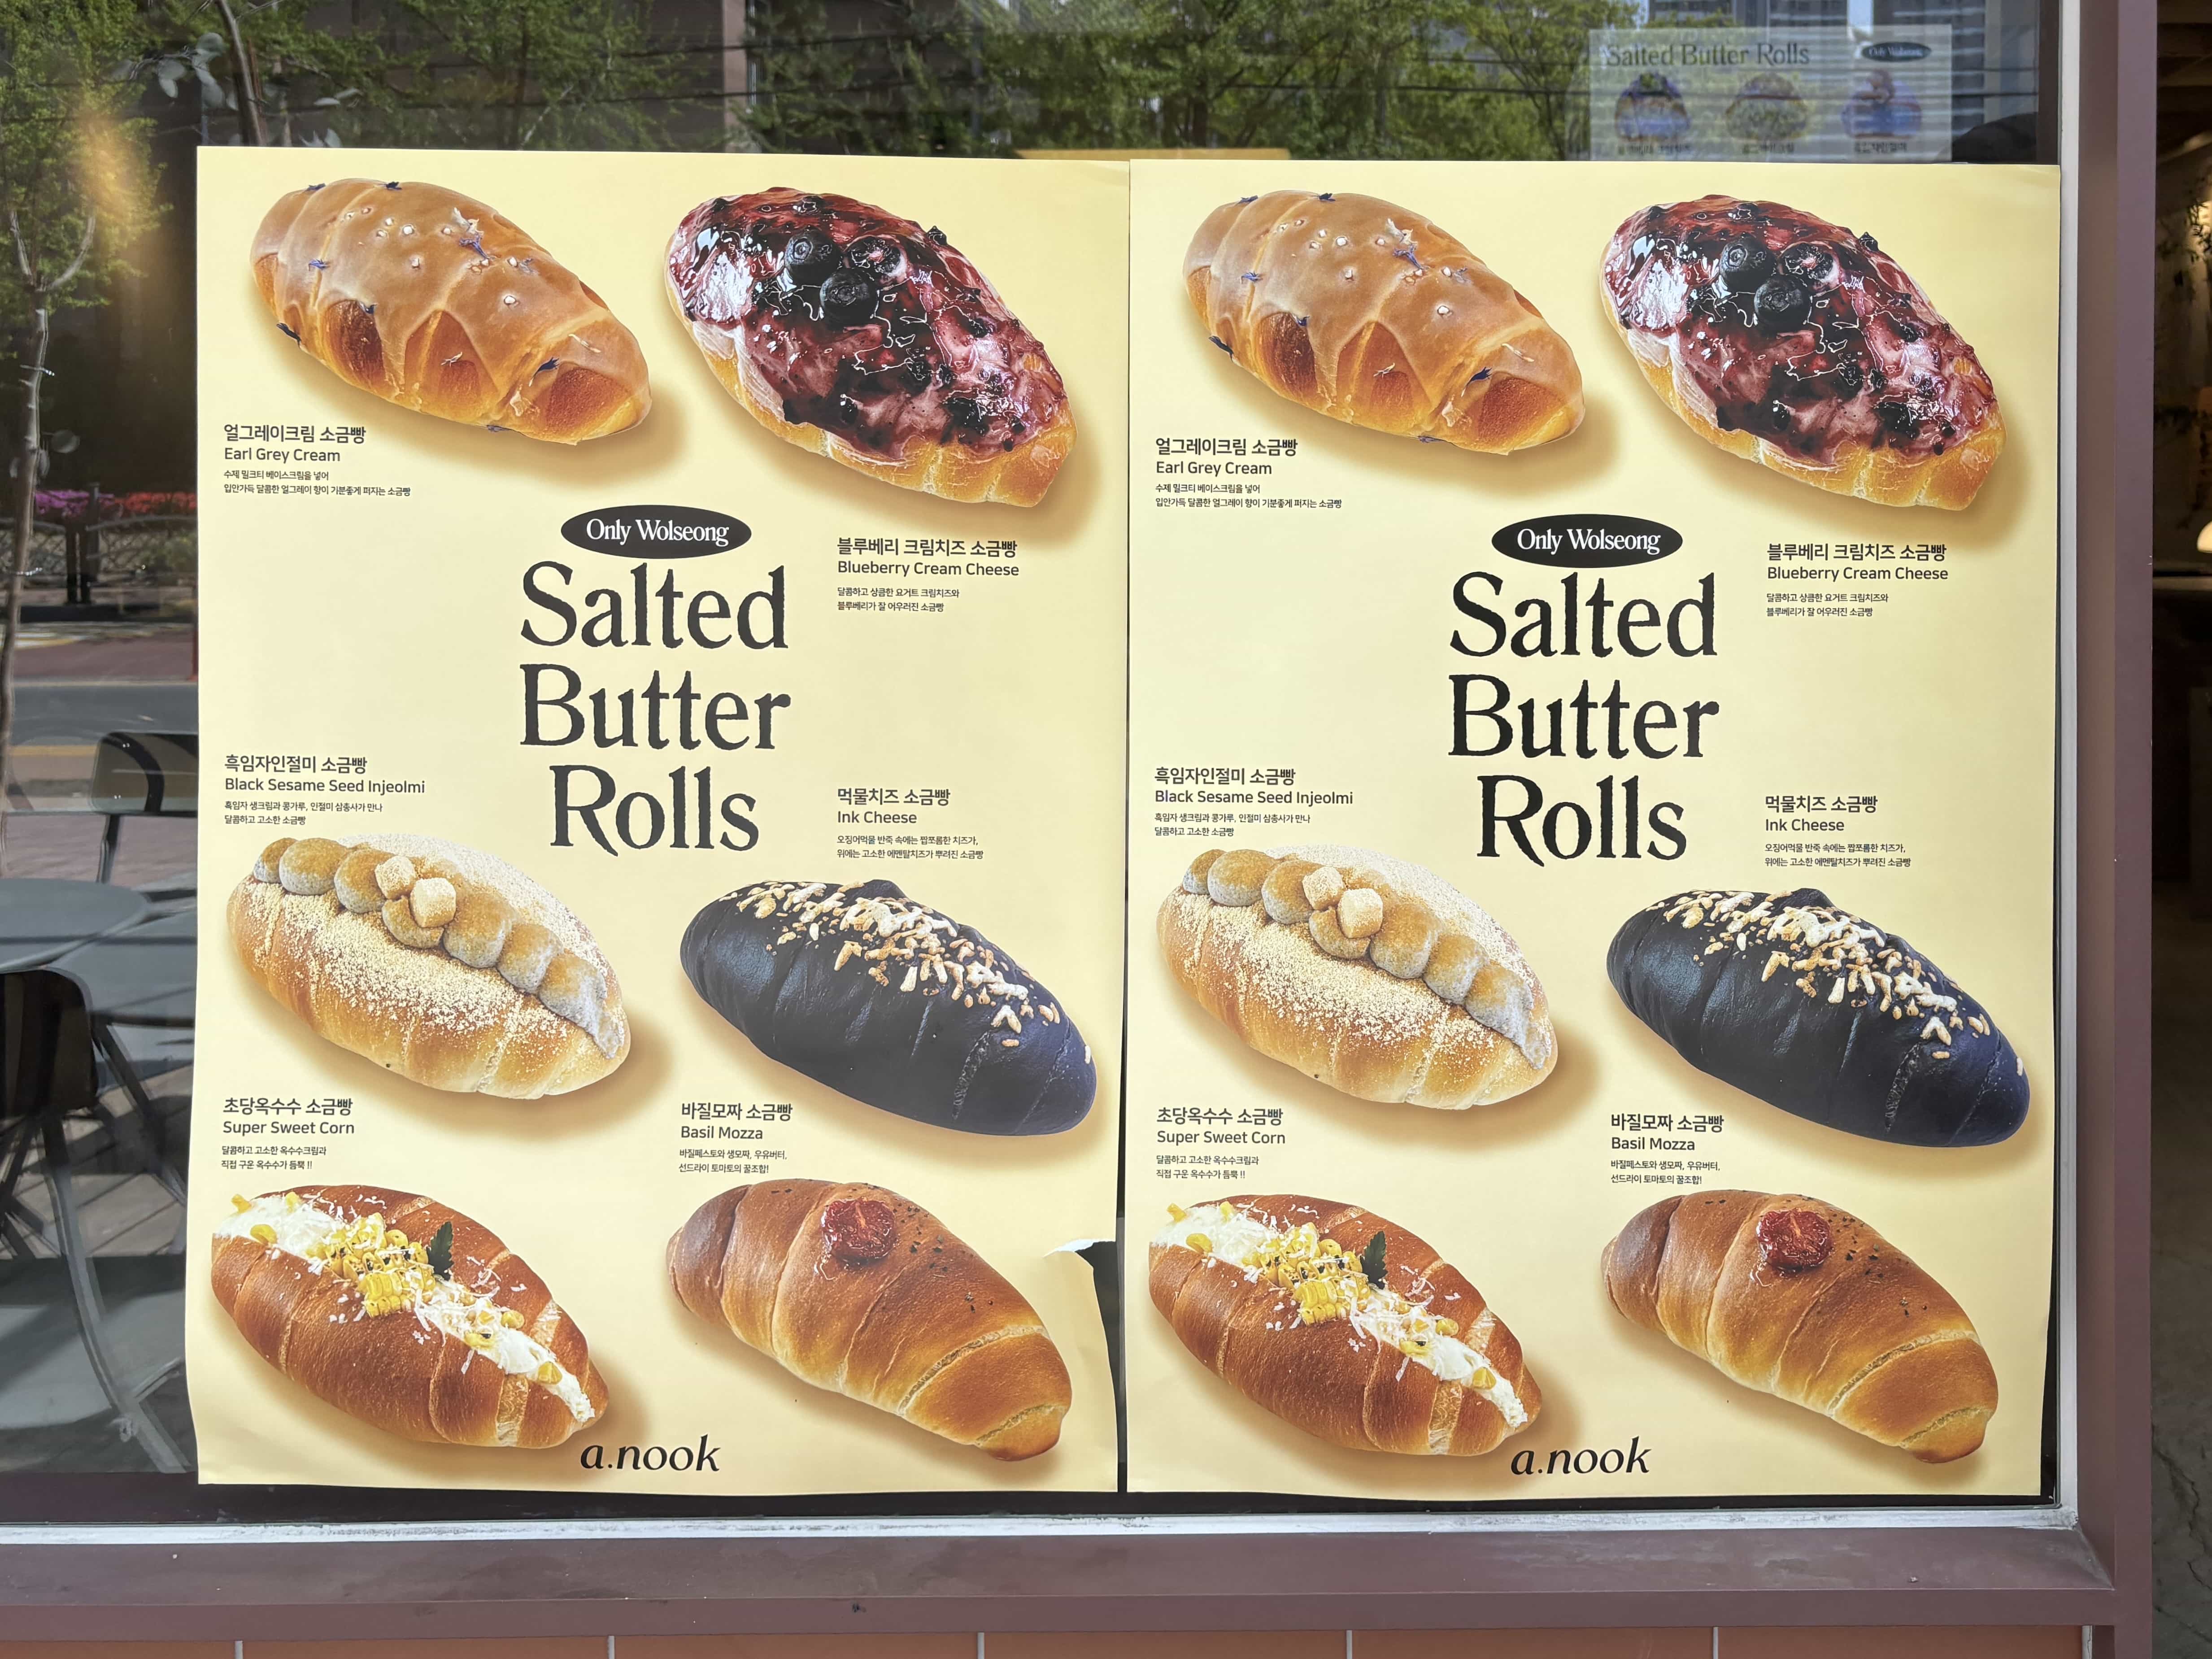 Salted Butter Rolls
Only Wolseong
얼그레이크림 소금빵
Earl Grey Cream
수제 밀크티 베이스크림을 넣어
입안가득 달콤한 얼그레이 향이 기분좋게 퍼지는 소금빵
Only Wolseong
Salted
Butter
Rolls
블루베리 크림치즈 소금빵
Blueberry Cream Cheese
달콤하고 상큼한 요거트 크림치즈와
블루베리가 잘 어우러진 소금빵
흑임자인절미 소금빵
Black Sesame Seed Injeolmi
흑임자 생크림과 콩가루, 인절미 삼총사가 만나
달콤하고 고소한 소금빵
먹물치즈 소금빵
Ink Cheese
오징어먹물 반죽 속에는 짭쪼롬한 치즈가,
위에는 고소한 에멘탈치즈가 뿌려진 소금빵
초당옥수수 소금빵
Super Sweet Corn
달콤하고 고소한 옥수수크림과
직접 구운 옥수수가 듬뿍 !!
바질모짜 소금빵
Basil Mozza
바질페스토와 생모짜, 우유버터,
선드라이 토마토의 꿀조합!
a.nook
얼그레이크림 소금빵
Earl Grey Cream
수제 밀크티 베이스크림을 넣어
입안가득 달콤한 얼그레이 향이 기분좋게 퍼지는 소금빵
Only Wolseong
Salted
Butter
Rolls
블루베리 크림치즈 소금빵
Blueberry Cream Cheese
달콤하고 상큼한 요거트 크림치즈와
블루베리가 잘 어우러진 소금빵
흑임자인절미 소금빵
Black Sesame Seed Injeolmi
흑임자 생크림과 콩가루, 인절미 삼총사가 만나
달콤하고 고소한 소금빵
먹물치즈 소금빵
Ink Cheese
오징어먹물 반죽 속에는 짭쪼롬한 치즈가,
위에는 고소한 에멘탈치즈가 뿌려진 소금빵
초당옥수수 소금빵
Super Sweet Corn
달콤하고 고소한 옥수수크림과
직접 구운 옥수수가 듬뿍 !!
바질모짜 소금빵
Basil Mozza
바질페스토와 생모짜, 우유버터,
선드라이 토마토의 꿀조합!
a.nook